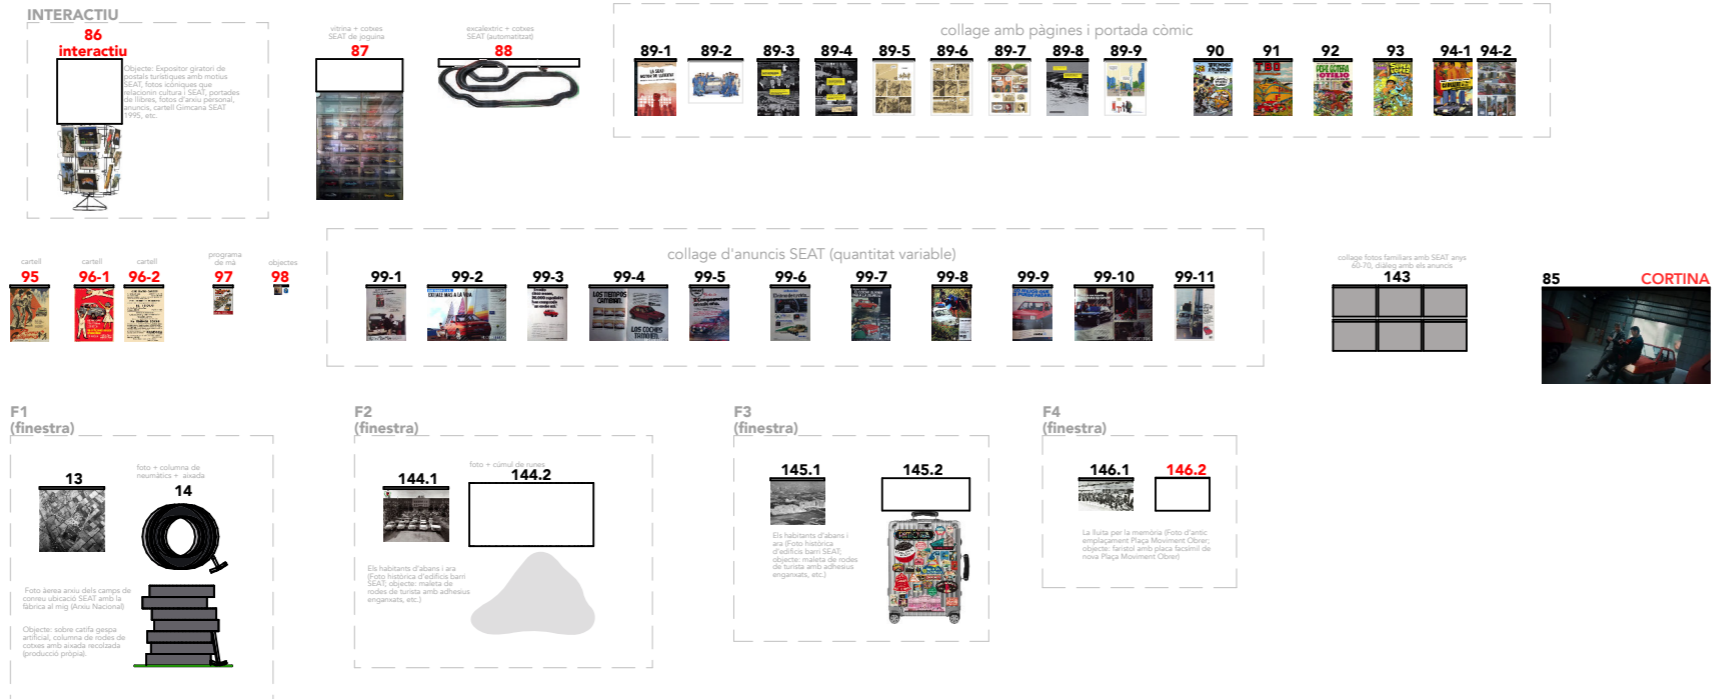 INTERACTIU
86
interactiu
Objecte: Expositor giratori de
postals turístiques amb motius
SEAT, fotos icòniques que
relacionin cultura i SEAT, portades
de llibres, fotos d'arxiu personal,
anuncis, cartell Gimcana SEAT
1995, etc.
vitrina + cotxes
SEAT de joguina
87
excalextric + cotxes
SEAT (automatitzat)
88
collage amb pàgines i portada còmic
89-1 89-2 89-3 89-4 89-5 89-6 89-7 89-8 89-9 90 91 92 93 94-1 94-2
cartell
95
cartell
96-1
cartell
96-2
programa
de mà
97
objectes
98
collage d'anuncis SEAT (quantitat variable)
99-1 99-2 99-3 99-4 99-5 99-6 99-7 99-8 99-9 99-10 99-11
LOS TIEMPOS
CAMBIAN.
LOS COCHES
TAMBIÉN.
collage fotos familiars amb SEAT anys
60-70, diàleg amb els anuncis
143
85
CORTINA
F1
(finestra)
13
foto + columna de
neumàtics + aixada
14
Foto àerea arxiu dels camps de
conreu ubicació SEAT amb la
fàbrica al mig (Arxiu Nacional)
Objecte: sobre catifa gespa
artificial, columna de rodes de
cotxes amb aixada recolzada
(producció pròpia).
F2
(finestra)
144.1
foto + cúmul de runes
144.2
Els habitants d'abans i ara
(Foto històrica d'edificis barri
SEAT; objecte: maleta de
rodes de turista amb adhesius
enganxats, etc.)
F3
(finestra)
145.1
145.2
Els habitants d'abans i
ara (Foto històrica
d'edificis barri SEAT;
objecte: maleta de rodes
de turista amb adhesius
enganxats, etc.)
F4
(finestra)
146.1
146.2
La lluita per la memòria (Foto d'antic
emplaçament Plaça Moviment Obrer;
objecte: faristol amb placa facsímil de
nova Plaça Moviment Obrer)